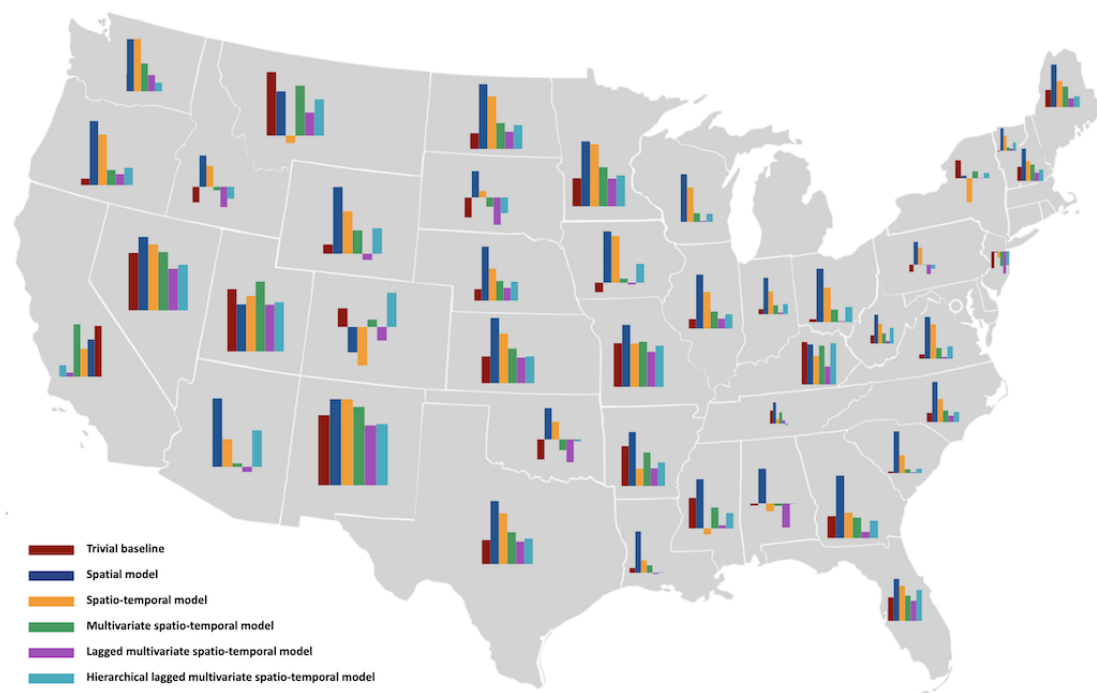 Trivial baseline
Spatial model
Spatio-temporal model
Multivariate spatio-temporal model
Lagged multivariate spatio-temporal model
Hierarchical lagged multivariate spatio-temporal model